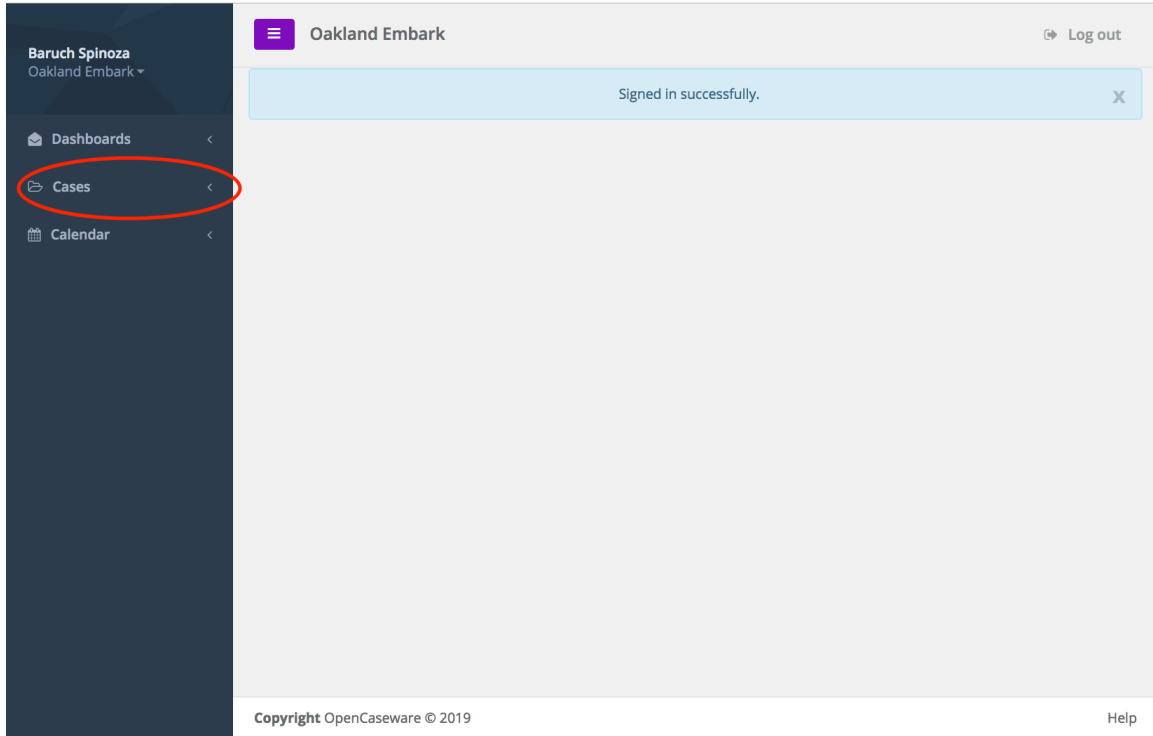 Baruch Spinoza
Oakland Embark
Dashboards
Cases
Calendar
Oakland Embark
Log out
Signed in successfully.
x
Copyright OpenCaseware © 2019
Help